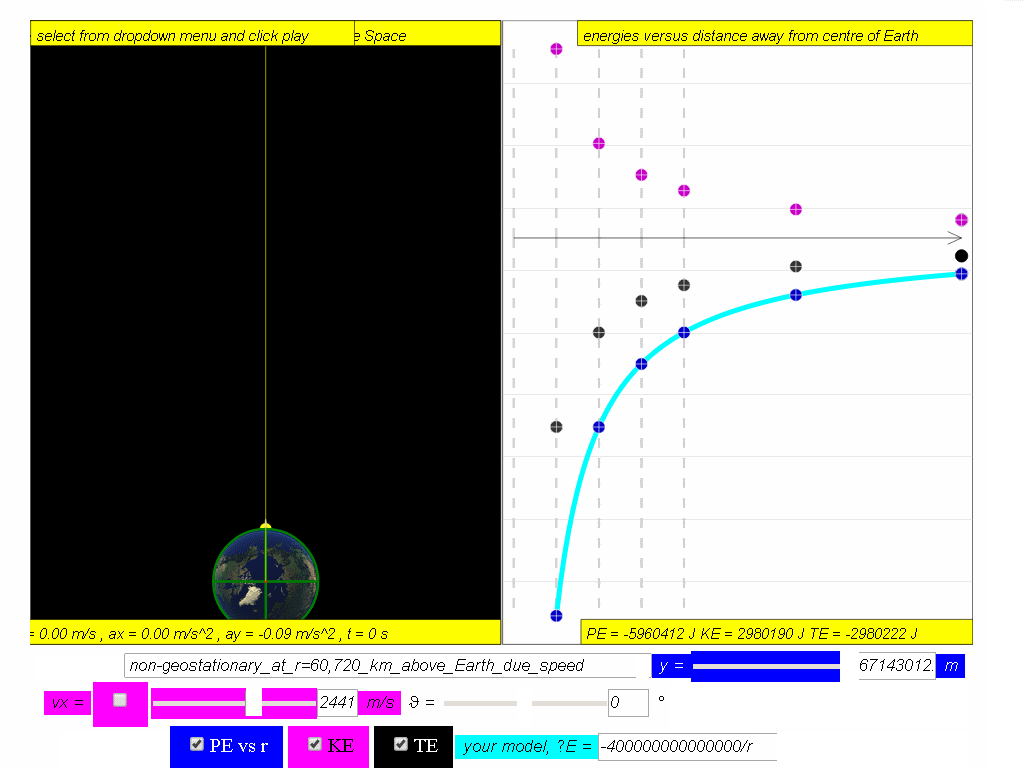 select from dropdown menu and click play
Space
energies versus distance away from centre of Earth
= 0.00 m/s , ax = 0.00 m/s^2 , ay = -0.09 m/s^2 , t = 0 s
PE = -5960412 J KE = 2980190 J TE = -2980222 J
non-geostationary_at_r=60,720_km_above_Earth_due_speed
y = 67143012. m
vx = 2441 m/s ϑ = 0 °
PE vs r KE TE your model, ?E = -400000000000000/r